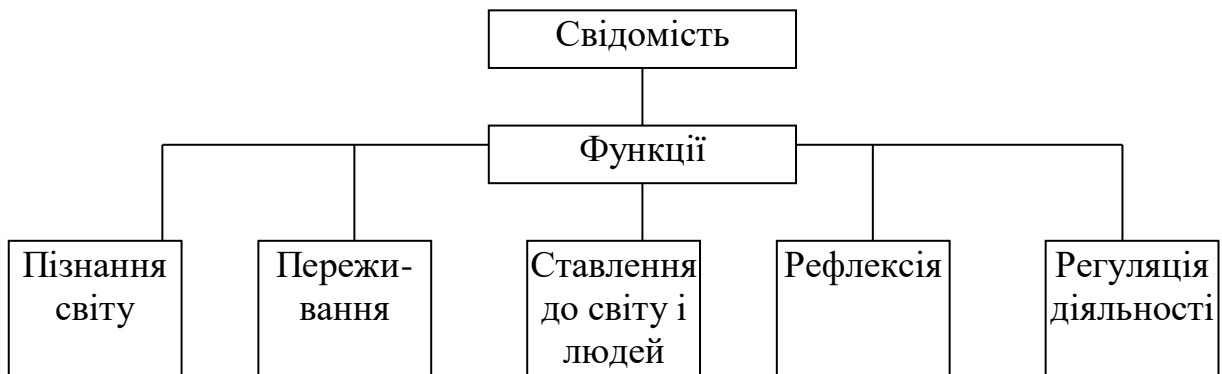 Свідомість
Функції
Пізнання
світу
Пережи-
вання
Ставлення
до світу і
людей
Рефлексія
Регуляція
діяльності